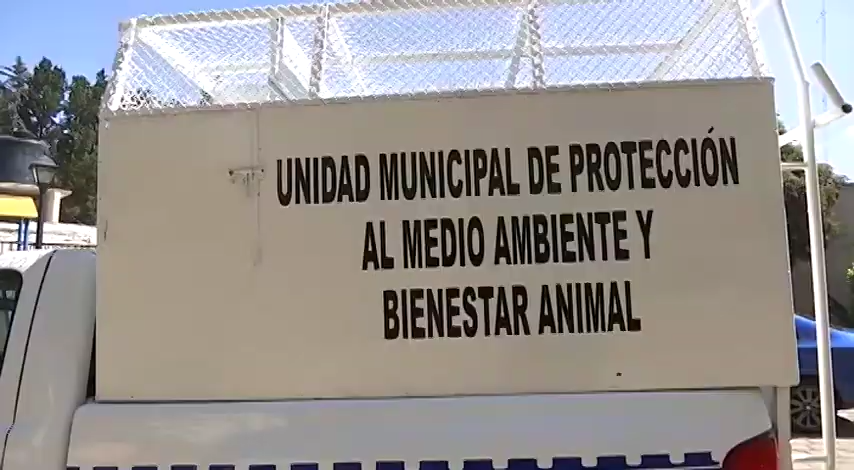 UNIDAD MUNICIPAL DE PROTECCIÓN
AL MEDIO AMBIENTE Y
BIENESTAR ANIMAL